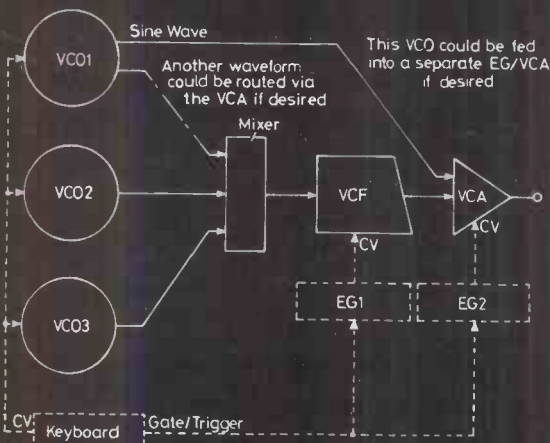 VCO1
Sine Wave
Another waveform
could be routed via
the VCA if desired
This VCO could be fed
into a separate EG/VCA
if desired
Mixer
VCO2
VCF
VCA
CV
CV
EG1
EG2
VCO3
CV
Keyboard
Gate/Trigger